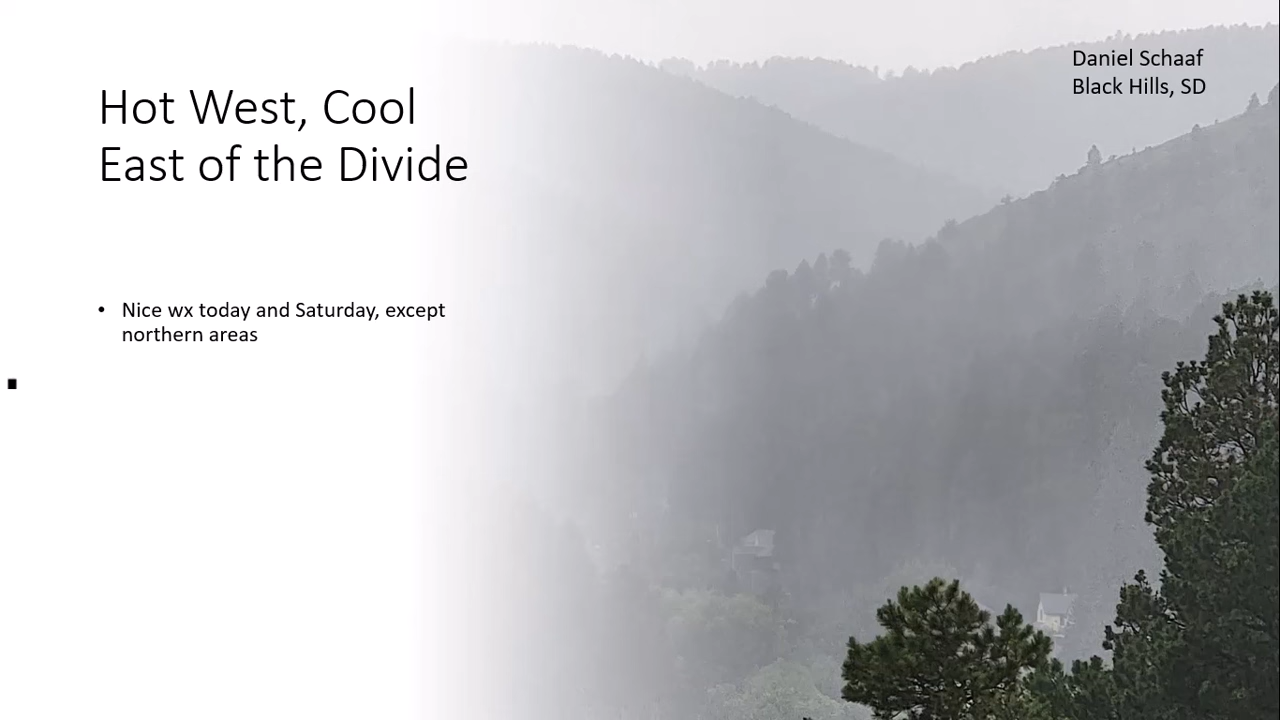 Daniel Schaaf
Black Hills, SD
Hot West, Cool
East of the Divide
• Nice wx today and Saturday, except
northern areas